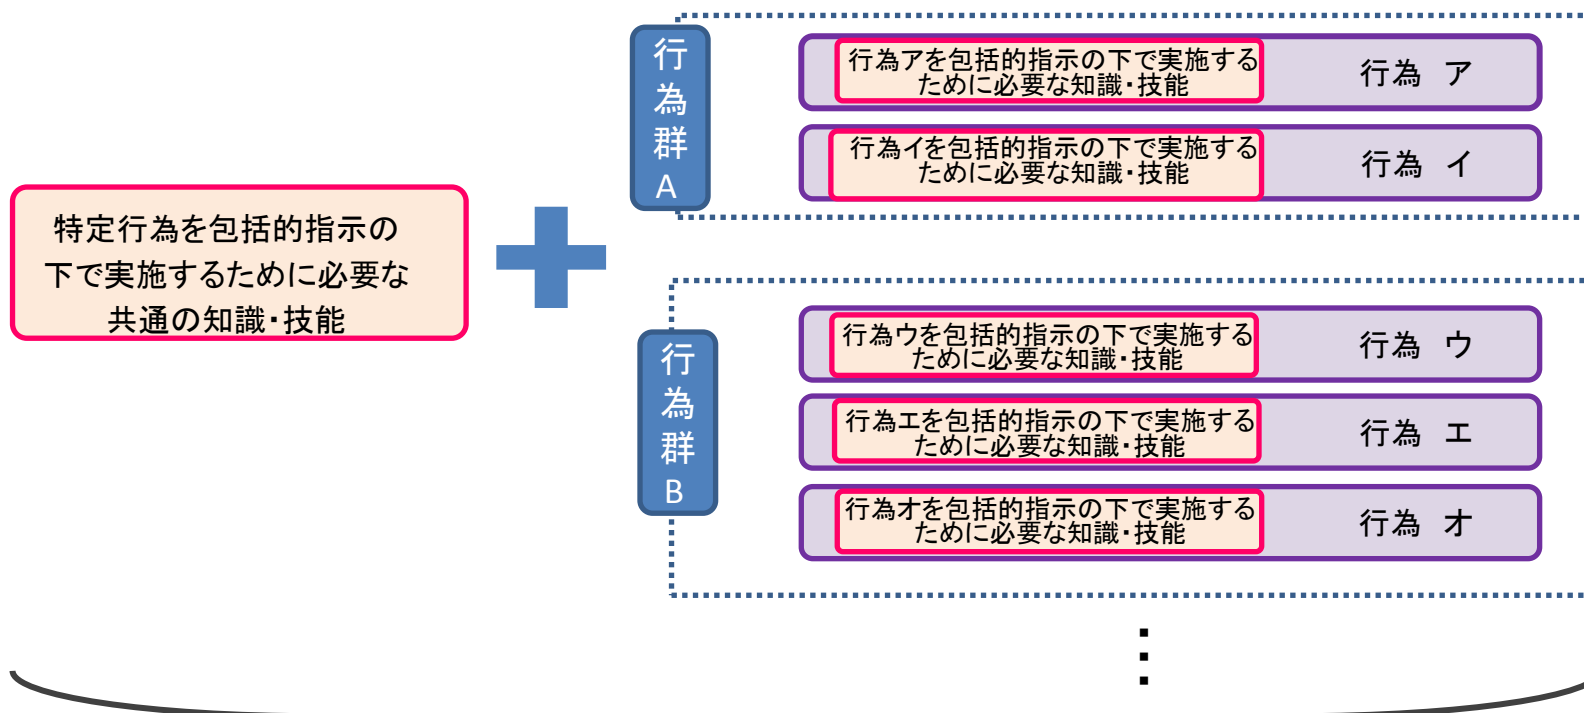 特定行為を包括的指示の
下で実施するために必要な
共通の知識・技能
行為群A
行為アを包括的指示の下で実施する
ために必要な知識・技能
行為 ア
行為イを包括的指示の下で実施する
ために必要な知識・技能
行為 イ
行為群B
行為ウを包括的指示の下で実施する
ために必要な知識・技能
行為 ウ
行為エを包括的指示の下で実施する
ために必要な知識・技能
行為 エ
行為オを包括的指示の下で実施する
ために必要な知識・技能
行為 オ